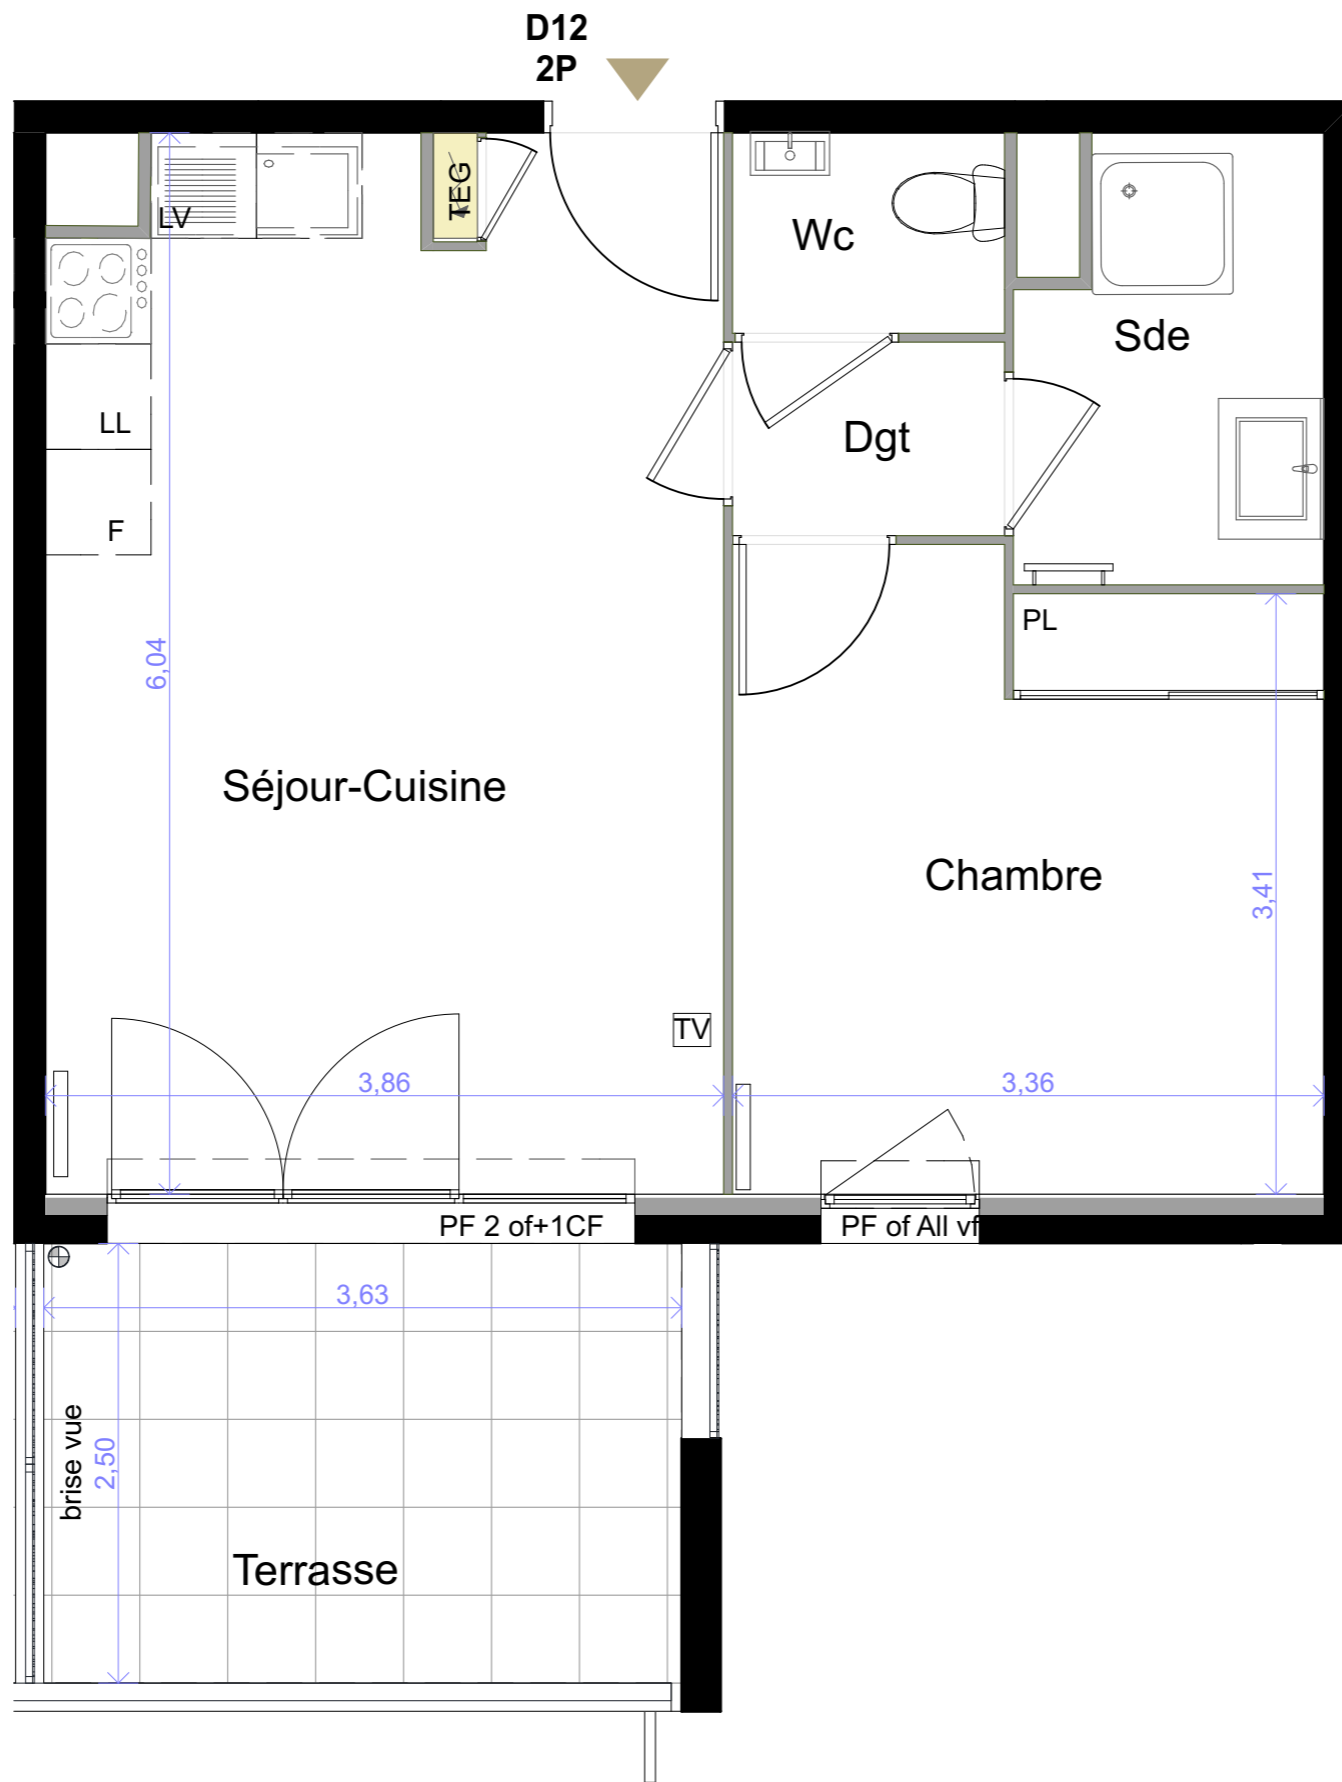 D12
2P
TEG
LV
Wc
Sde
LL
Dgt
F
PL
6,04
Séjour-Cuisine
Chambre
3,41
TV
3,86
3,36
PF 2 of+1CF
PF of All vf
3,63
brise vue
2,50
Terrasse